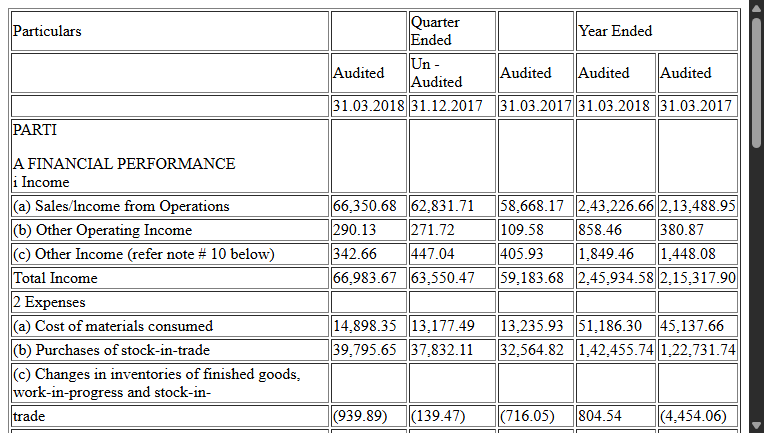 Particulars Quarter Ended Year Ended
Audited Un - Audited Audited Audited Audited
31.03.2018 31.12.2017 31.03.2017 31.03.2018 31.03.2017
PARTI
A FINANCIAL PERFORMANCE
i Income
(a) Sales/Income from Operations 66,350.68 62,831.71 58,668.17 2,43,226.66 2,13,488.95
(b) Other Operating Income 290.13 271.72 109.58 858.46 380.87
(c) Other Income (refer note # 10 below) 342.66 447.04 405.93 1,849.46 1,448.08
Total Income 66,983.67 63,550.47 59,183.68 2,45,934.58 2,15,317.90
2 Expenses
(a) Cost of materials consumed 14,898.35 13,177.49 13,235.93 51,186.30 45,137.66
(b) Purchases of stock-in-trade 39,795.65 37,832.11 32,564.82 1,42,455.74 1,22,731.74
(c) Changes in inventories of finished goods,
work-in-progress and stock-in-
trade (939.89) (139.47) (716.05) 804.54 (4,454.06)